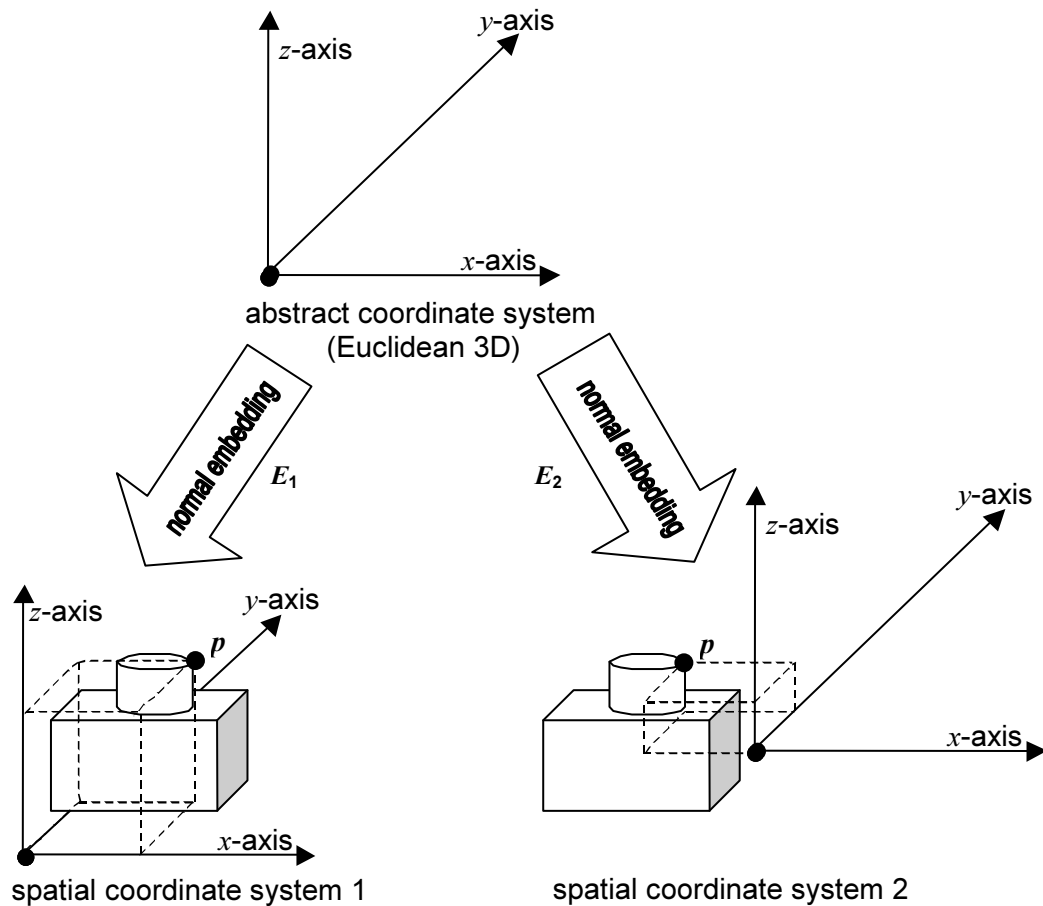 z-axis
y-axis
x-axis
abstract coordinate system
(Euclidean 3D)
normal embedding
E₁
normal embedding
E₂
z-axis
y-axis
p
x-axis
spatial coordinate system 1
z-axis
y-axis
p
x-axis
spatial coordinate system 2